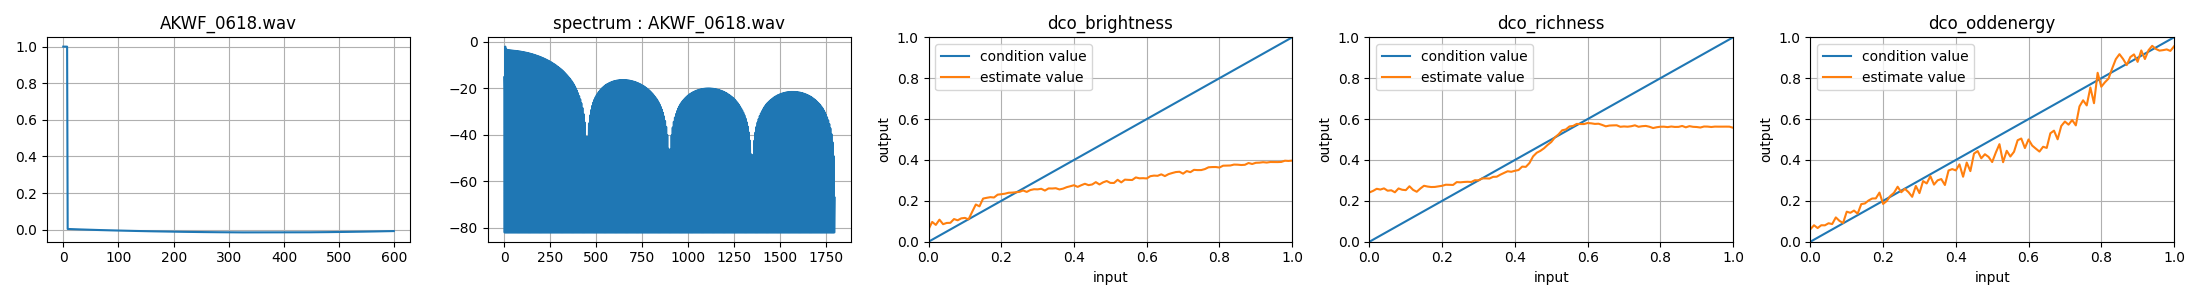 AKWF_0618.wav
1.0
0.8
0.6
0.4
0.2
0.0
0 100 200 300 400 500 600
spectrum : AKWF_0618.wav
0
−20
−40
−60
−80
0 250 500 750 1000 1250 1500 1750
dco_brightness
condition value
estimate value
output
1.0
0.8
0.6
0.4
0.2
0.0
0.0 0.2 0.4 0.6 0.8 1.0
input
dco_richness
condition value
estimate value
output
1.0
0.8
0.6
0.4
0.2
0.0
0.0 0.2 0.4 0.6 0.8 1.0
input
dco_oddenergy
condition value
estimate value
output
1.0
0.8
0.6
0.4
0.2
0.0
0.0 0.2 0.4 0.6 0.8 1.0
input